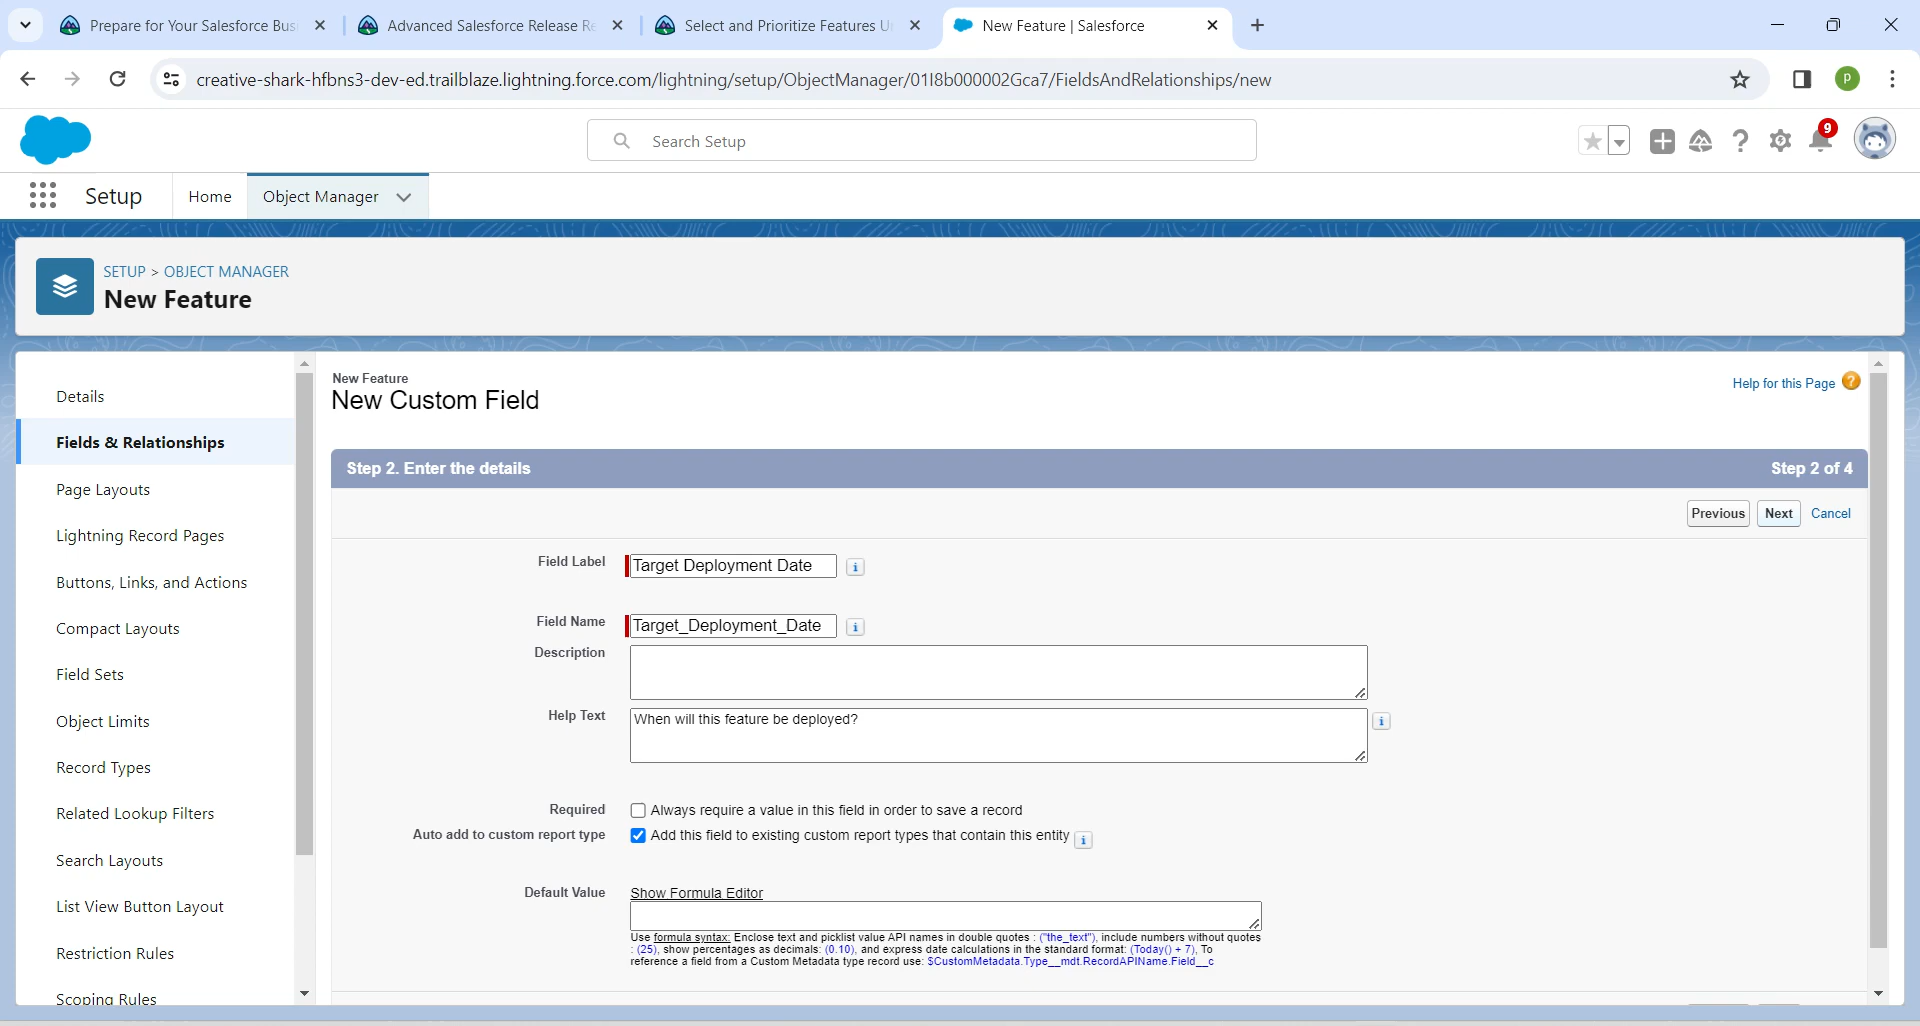 Prepare for Your Salesforce Bus
Advanced Salesforce Release Re
Select and Prioritize Features U
New Feature | Salesforce
creative-shark-hfbns3-dev-ed.trailblaze.lightning.force.com/lightning/setup/ObjectManager/01I8b000002Gca7/FieldsAndRelationships/new
P
Search Setup
9
Setup
Home
Object Manager
SETUP > OBJECT MANAGER
New Feature
Details
Fields & Relationships
Page Layouts
Lightning Record Pages
Buttons, Links, and Actions
Compact Layouts
Field Sets
Object Limits
Record Types
Related Lookup Filters
Search Layouts
List View Button Layout
Restriction Rules
Scoping Rules
New Feature
New Custom Field
Help for this Page
Step 2. Enter the details
Step 2 of 4
Previous
Next
Cancel
Field Label
Target Deployment Date
Field Name
Target_Deployment_Date
Description
Help Text
When will this feature be deployed?
Required
Always require a value in this field in order to save a record
Auto add to custom report type
Add this field to existing custom report types that contain this entity
Default Value
Show Formula Editor
Use formula syntax: Enclose text and picklist value API names in double quotes : ("the_text"), include numbers without quotes
: (25), show percentages as decimals: (0.10), and express date calculations in the standard format: (Today() + 7), To
reference a field from a Custom Metadata type record use: $CustomMetadata.Type__mdt.RecordAPIName.Field__c